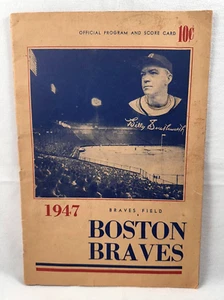 OFFICIAL PROGRAM AND SCORE CARD 10¢
Billy Southworth
1947
BRAVES FIELD
BOSTON
BRAVES